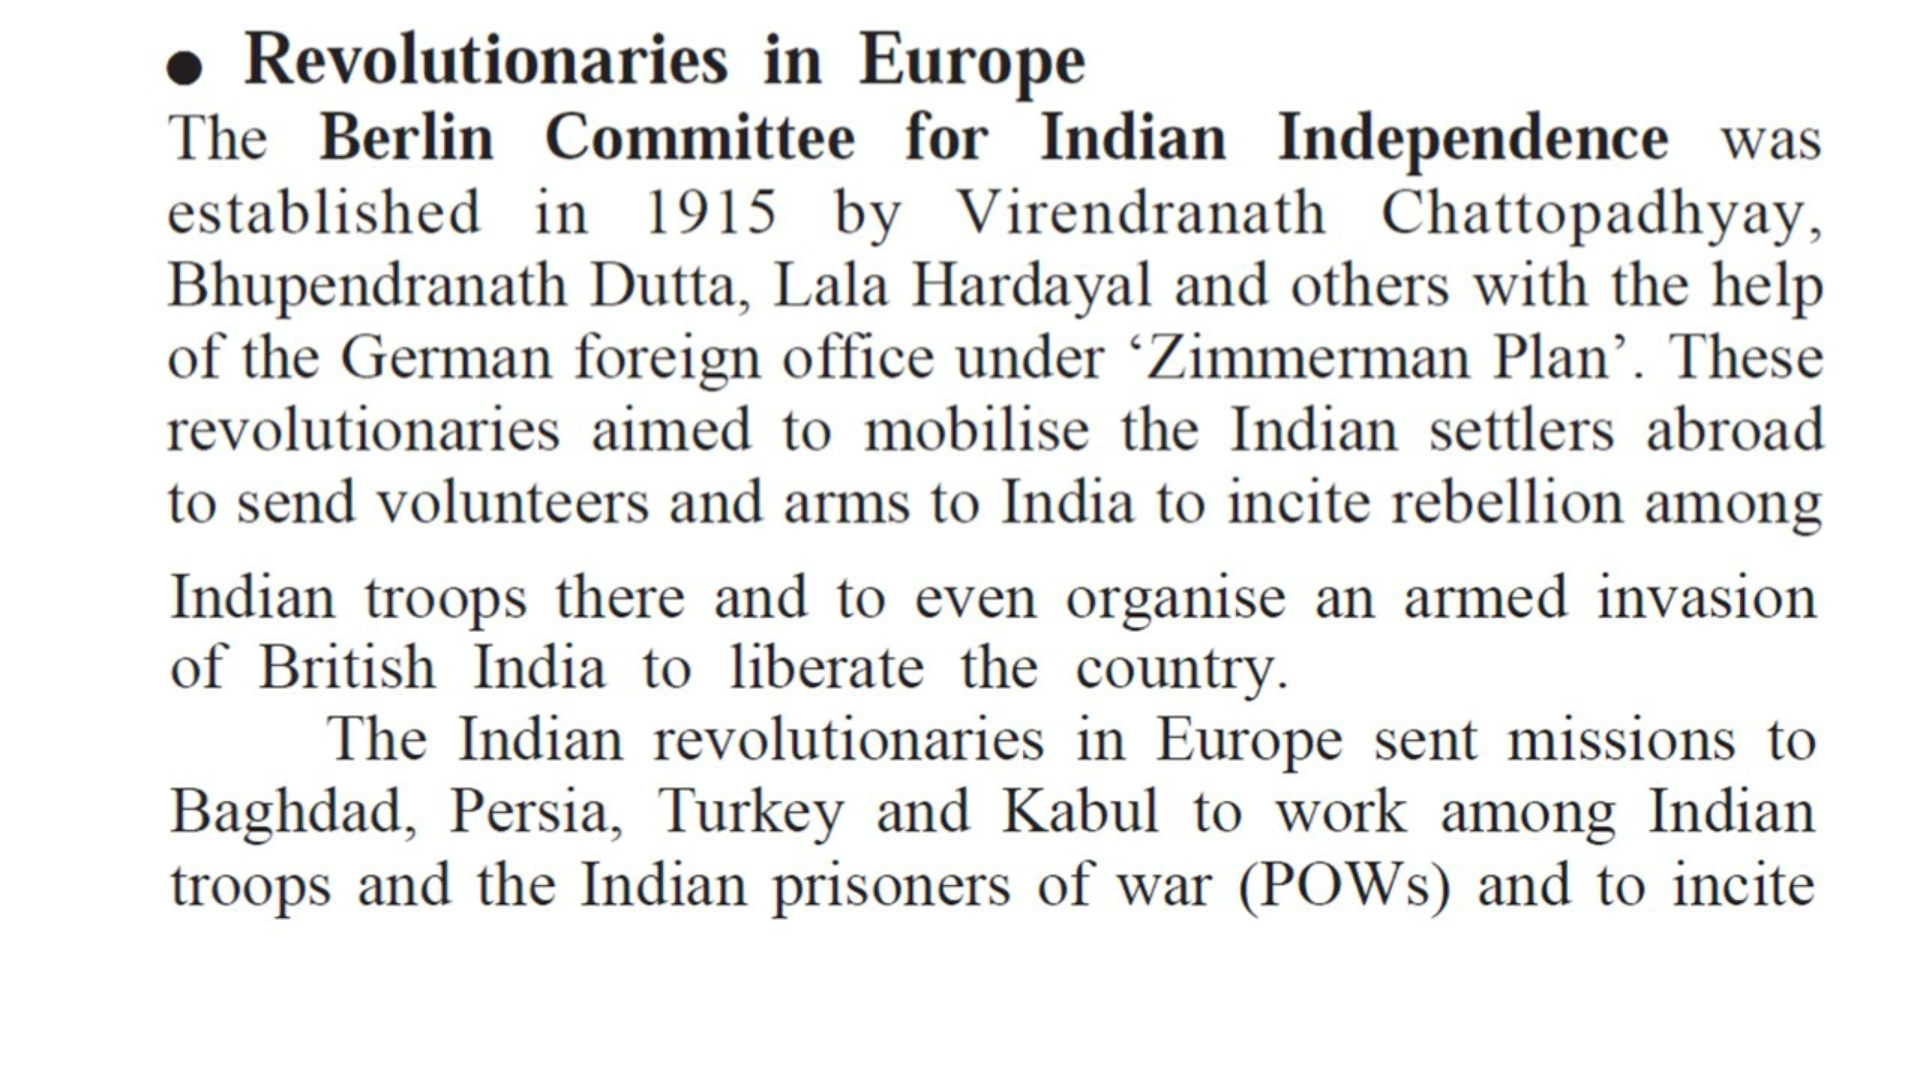 ● Revolutionaries in Europe
The Berlin Committee for Indian Independence was
established in 1915 by Virendranath Chattopadhyay,
Bhupendranath Dutta, Lala Hardayal and others with the help
of the German foreign office under ‘Zimmerman Plan’. These
revolutionaries aimed to mobilise the Indian settlers abroad
to send volunteers and arms to India to incite rebellion among
Indian troops there and to even organise an armed invasion
of British India to liberate the country.
The Indian revolutionaries in Europe sent missions to
Baghdad, Persia, Turkey and Kabul to work among Indian
troops and the Indian prisoners of war (POWs) and to incite